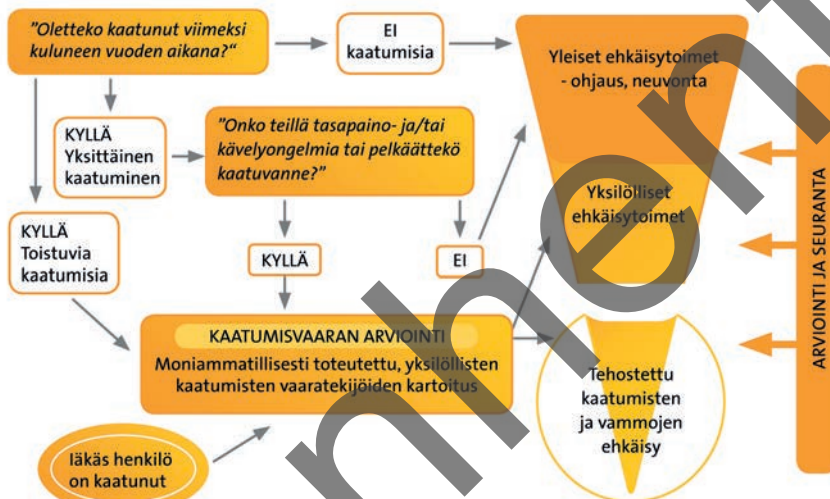 "Oletteko kaatunut viimeksi
kuluneen vuoden aikana?"
EI
kaatumisia
Yleiset ehkäisytoimet
- ohjaus, neuvonta
KYLLÄ
Yksittäinen
kaatuminen
"Onko teillä tasapaino- ja/tai
kävelyongelmia tai pelkäättekö
kaatuvanne?"
Yksilölliset
ehkäisytoimet
KYLLÄ
Toistuvia
kaatumisia
KYLLÄ
EI
KAATUMISVAARAN ARVIOINTI
Moniammatillisesti toteutettu, yksilöllisten
kaatumisten vaaratekijöiden kartoitus
Tehostettu
kaatumisten
ja vammojen
ehkäisy
Iäkäs henkilö
on kaatunut
ARVIOINTI JA SEURANTA